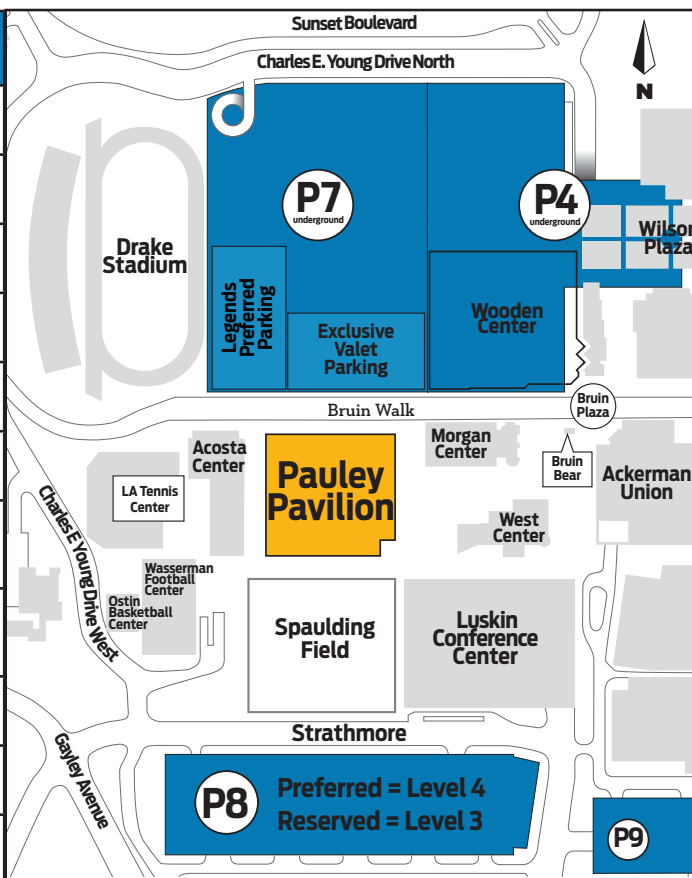 Sunset Boulevard
Charles E. Young Drive North
N
P7
underground
P4
underground
Wilson
Plaza
Drake
Stadium
Legends
Preferred
Parking
Exclusive
Valet
Parking
Wooden
Center
Bruin Walk
Bruin
Plaza
Acosta
Center
Pauley
Pavilion
Morgan
Center
Bruin
Bear
Ackerman
Union
LA Tennis
Center
West
Center
Charles E Young Drive West
Wasserman
Football
Center
Ostin
Basketball
Center
Spaulding
Field
Luskin
Conference
Center
Strathmore
Gayley Avenue
P8
Preferred = Level 4
Reserved = Level 3
P9